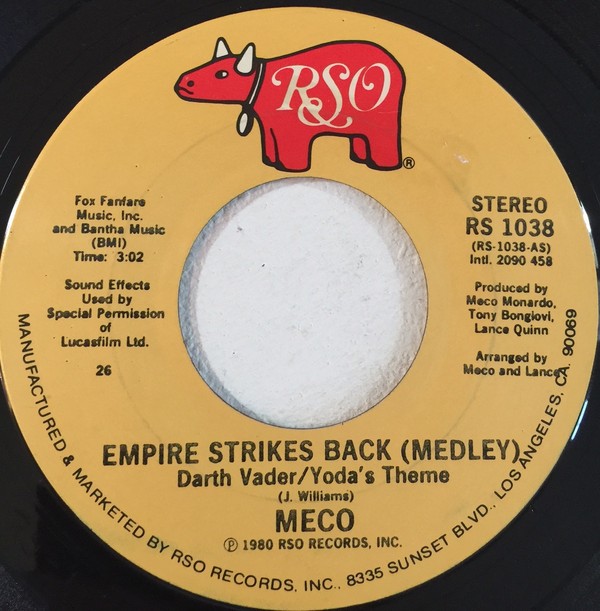 RSO
®
Fox Fanfare
Music, Inc.
and Bantha Music
(BMI)
Time: 3:02
Sound Effects
Used by
Special Permission
of
Lucasfilm Ltd.
26
STEREO
RS 1038
(RS-1038-AS)
Intl. 2090 458
Produced by
Meco Monardo,
Tony Bongiovi,
Lance Quinn
Arranged by
Meco and Lance
EMPIRE STRIKES BACK (MEDLEY)
Darth Vader/Yoda's Theme
(J. Williams)
MECO
℗ 1980 RSO RECORDS, INC.
MANUFACTURED & MARKETED BY RSO RECORDS, INC., 8335 SUNSET BLVD., LOS ANGELES, CA. 90069